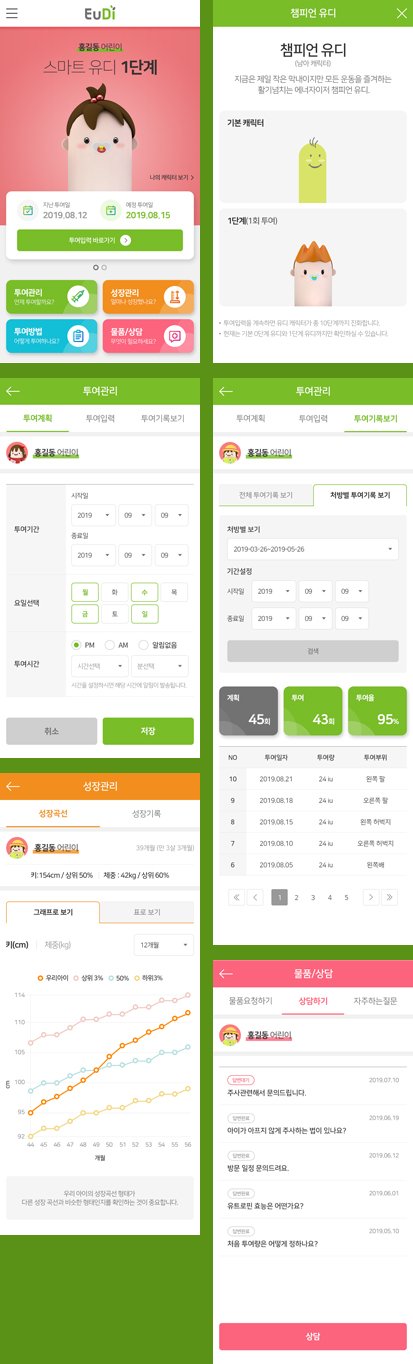 EuDi
홍길동 어린이
스마트 유디 1단계
나의 캐릭터 보기 >
지난 투여일
2019.08.12
예정 투여일
2019.08.15
투여입력 바로가기 >
투여관리
언제 투여할까요?
성장관리
얼마나 성장했나요?
투여방법
어떻게 투여하나요?
물품/상담
무엇이 필요하세요?
챔피언 유디
챔피언 유디
(남아 캐릭터)
지금은 제일 작은 막내이지만 모든 운동을 즐겨하는
활기넘치는 에너자이저 챔피언 유디.
기본 캐릭터
1단계(1회 투여)
• 투여입력을 계속하면 유디 캐릭터가 총 10단계까지 진화합니다.
• 현재는 기본 0단계 유디와 1단계 유디까지만 확인하실 수 있습니다.
투여관리
투여계획 투여입력 투여기록보기
홍길동 어린이
투여기간
시작일
2019 09 09
종료일
2019 09 09
요일선택
월 화 수 목
금 토 일
투여시간
PM AM 알림없음
시간선택 분선택
시간을 설정하시면 해당 시간에 알림이 발송됩니다.
취소 저장
투여관리
투여계획 투여입력 투여기록보기
홍길동 어린이
전체 투여기록 보기 처방별 투여기록 보기
처방별 보기
2019-03-26~2019-05-26
기간설정
시작일 2019 09 09
종료일 2019 09 09
검색
계획
45회
투여
43회
투여율
95%
NO 투여일자 투여량 투여부위
10 2019.08.21 24 iu 왼쪽 팔
9 2019.08.18 24 iu 오른쪽 팔
8 2019.08.15 24 iu 왼쪽 허벅지
7 2019.08.10 24 iu 오른쪽 허벅지
6 2019.08.05 24 iu 왼쪽배
1 2 3 4 5
성장관리
성장곡선 성장기록
홍길동 어린이
39개월 (만 3살 3개월)
키: 154cm / 상위 50% 체중 : 42kg / 상위 60%
그래프로 보기 표로 보기
키(cm) 체중(kg)
12개월
우리아이 상위 3% 50% 하위3%
114
110
105
100
95
92
cm
44 45 46 47 48 49 50 51 52 53 54 55 56
개월
우리 아이의 성장곡선 형태가
다른 성장 곡선과 비슷한 형태인지를 확인하는 것이 중요합니다.
물품/상담
물품요청하기 상담하기 자주하는질문
홍길동 어린이
답변대기
2019.07.10
주사관련해서 문의드립니다.
답변완료
2019.06.19
아이가 아프지 않게 주사하는 법이 있나요?
답변완료
2019.06.12
방문 일정 문의드려요.
답변완료
2019.06.01
유트로핀 효능은 어떤가요?
답변완료
2019.05.10
처음 투여량은 어떻게 정하나요?
상담